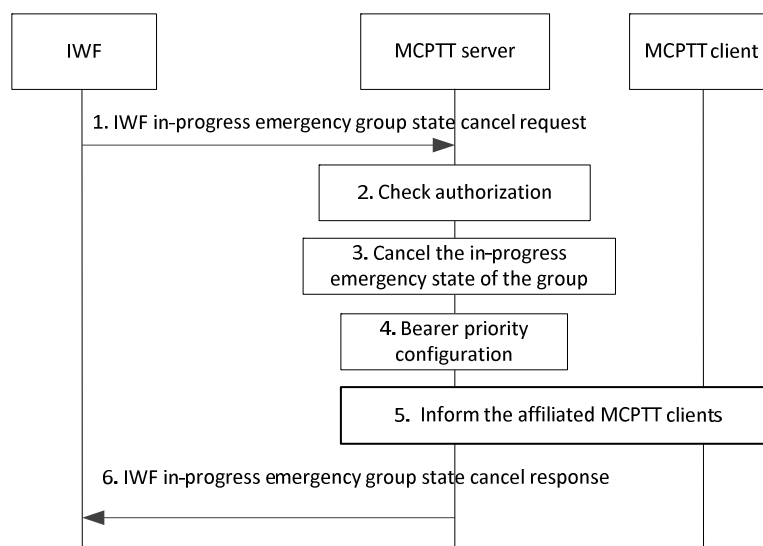 IWF
MCPTT server
MCPTT client
1. IWF in-progress emergency group state cancel request
2. Check authorization
3. Cancel the in-progress
emergency state of the group
4. Bearer priority
configuration
5. Inform the affiliated MCPTT clients
6. IWF in-progress emergency group state cancel response